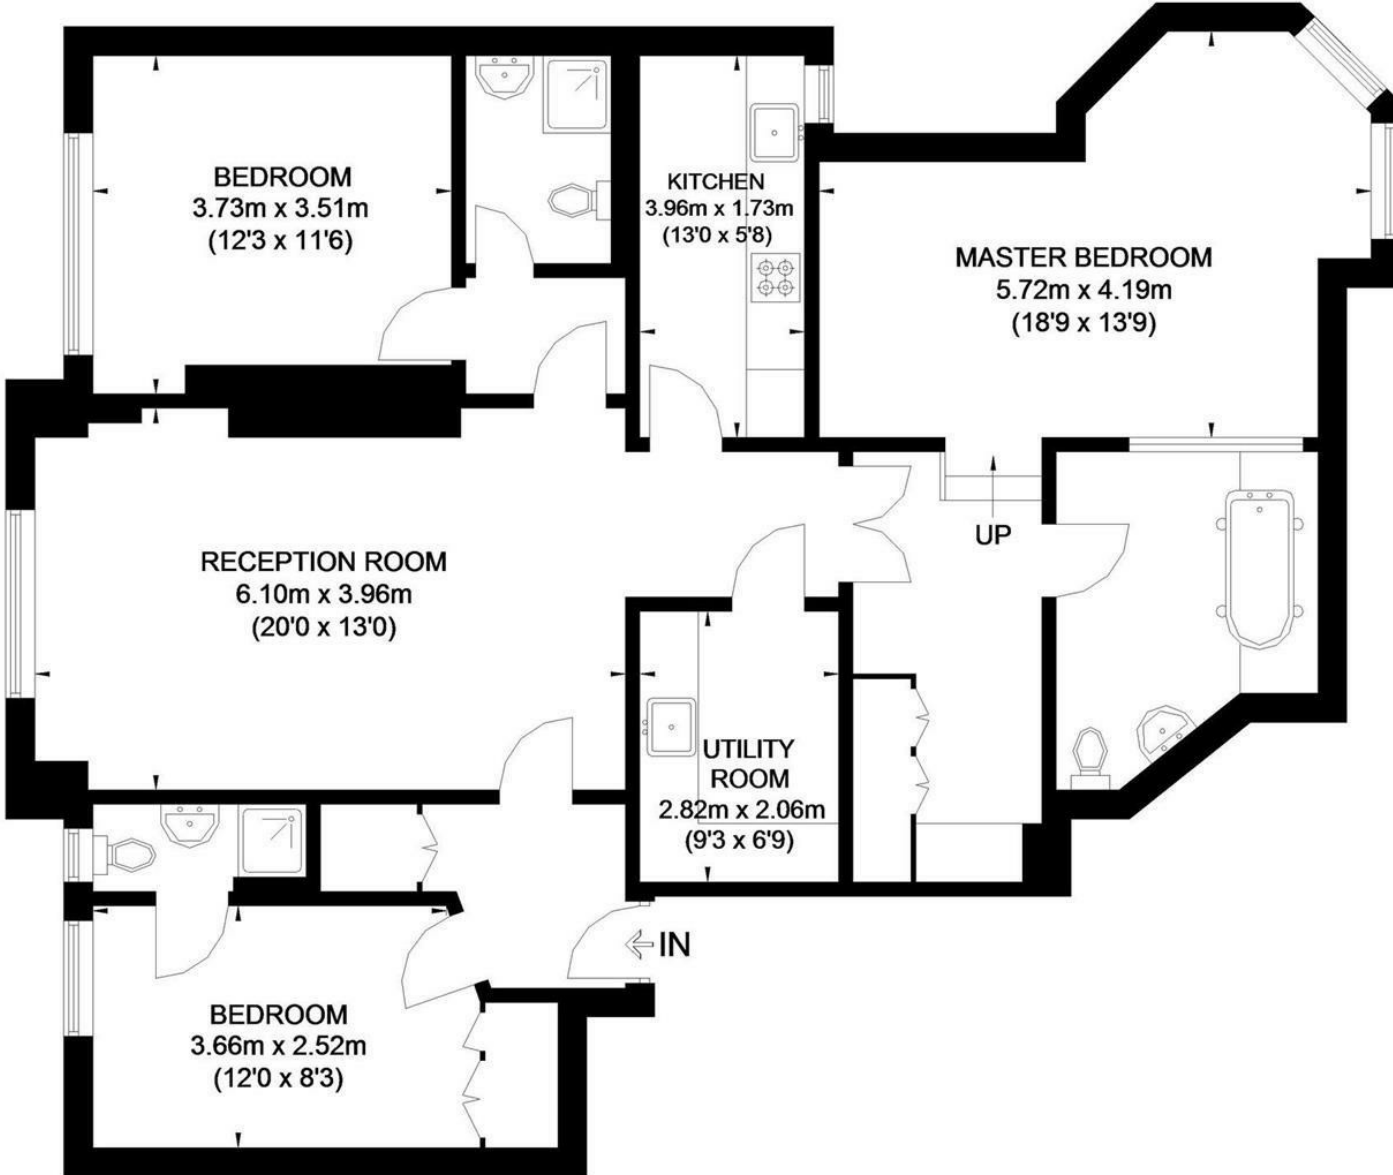 BEDROOM
3.73m x 3.51m
(12'3 x 11'6)
KITCHEN
3.96m x 1.73m
(13'0 x 5'8)
MASTER BEDROOM
5.72m x 4.19m
(18'9 x 13'9)
RECEPTION ROOM
6.10m x 3.96m
(20'0 x 13'0)
UP
UTILITY
ROOM
2.82m x 2.06m
(9'3 x 6'9)
IN
BEDROOM
3.66m x 2.52m
(12'0 x 8'3)